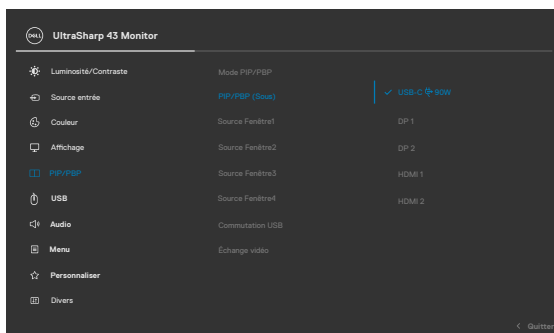 DELL
UltraSharp 43 Monitor
Luminosité/Contraste
Source entrée
Couleur
Affichage
PIP/PBP
USB
Audio
Menu
Personnaliser
Divers
Mode PIP/PBP
PIP/PBP (Sous)
Source Fenêtre1
Source Fenêtre2
Source Fenêtre3
Source Fenêtre4
Commutation USB
Échange vidéo
USB-C 90W
DP 1
DP 2
HDMI 1
HDMI 2
Quitter